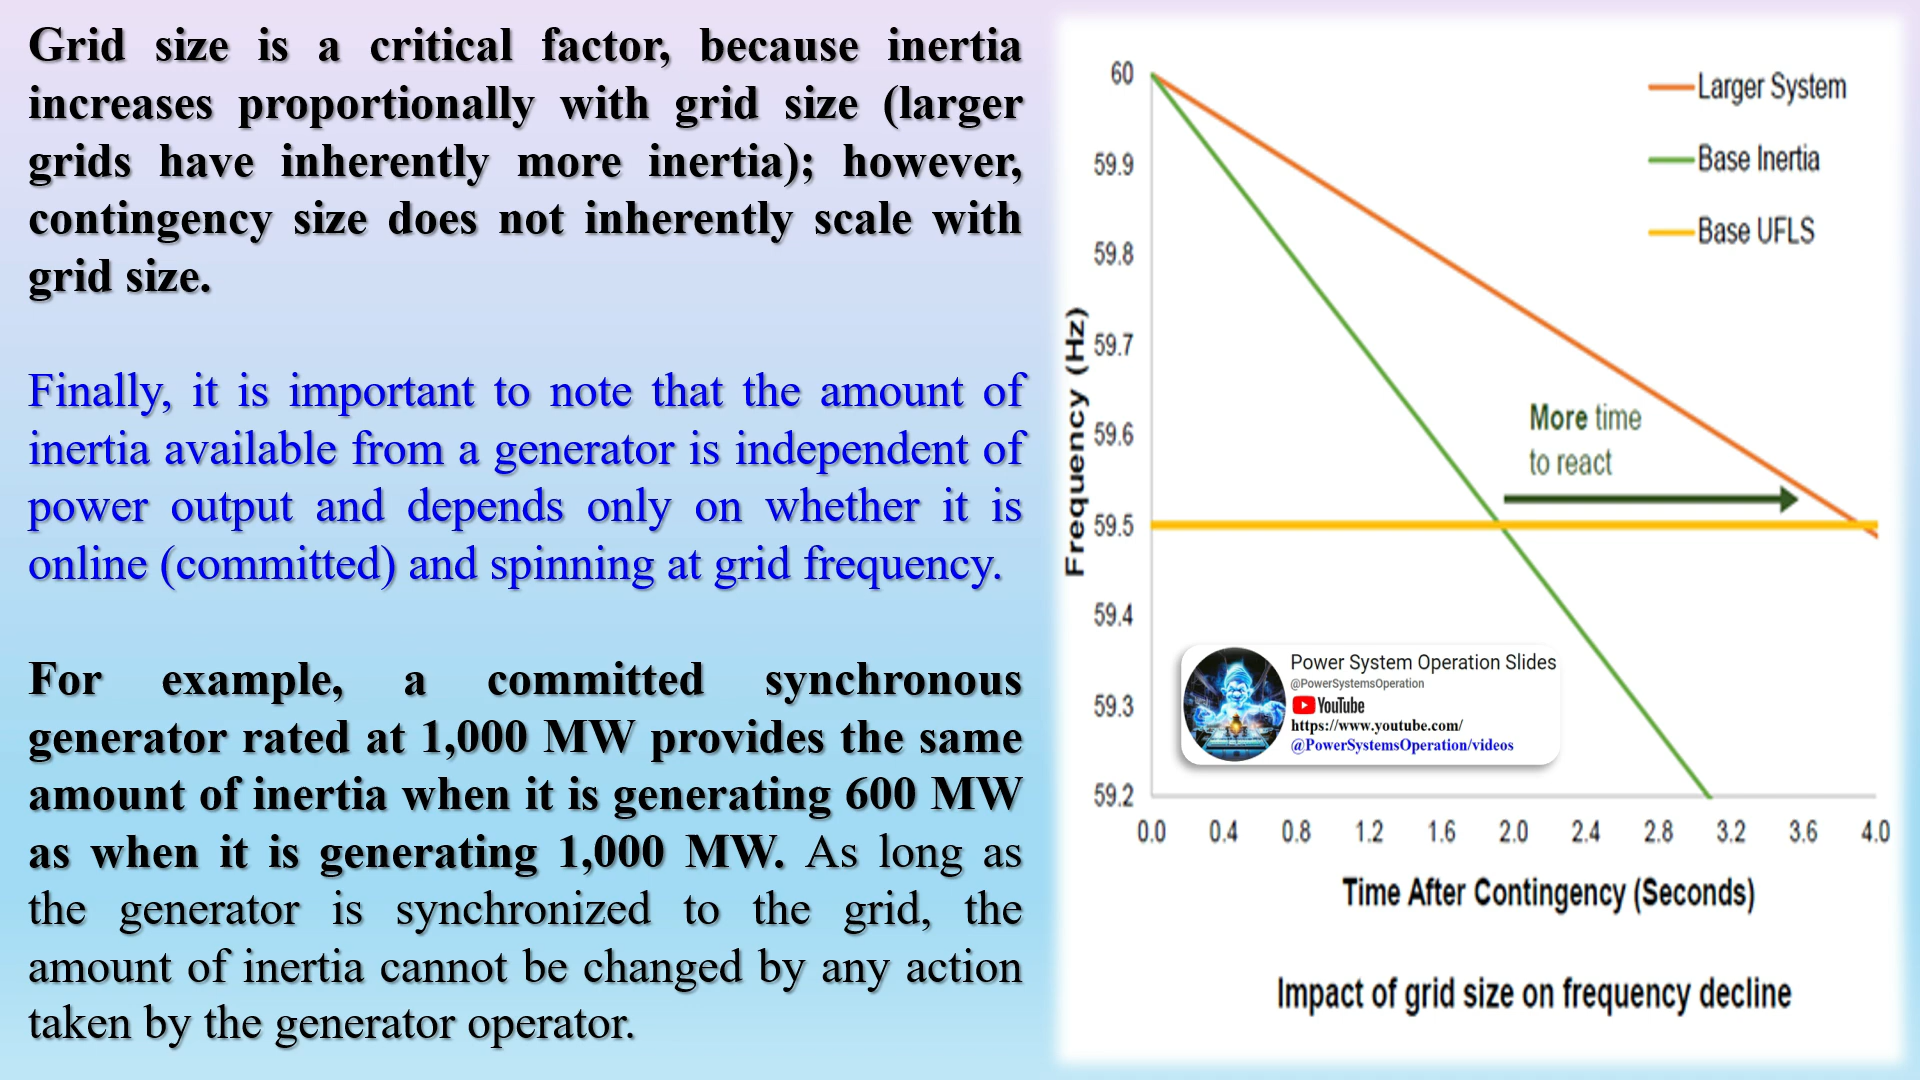 Grid size is a critical factor, because inertia
increases proportionally with grid size (larger
grids have inherently more inertia); however,
contingency size does not inherently scale with
grid size.
Finally, it is important to note that the amount of
inertia available from a generator is independent of
power output and depends only on whether it is
online (committed) and spinning at grid frequency.
For example, a committed synchronous
generator rated at 1,000 MW provides the same
amount of inertia when it is generating 600 MW
as when it is generating 1,000 MW. As long as
the generator is synchronized to the grid, the
amount of inertia cannot be changed by any action
taken by the generator operator.
Larger System
Base Inertia
Base UFLS
Frequency (Hz)
60
59.9
59.8
59.7
59.6
59.5
59.4
59.3
59.2
More time
to react
Power System Operation Slides
@PowerSystemsOperation
YouTube
https://www.youtube.com/
@PowerSystemsOperation/videos
0.0 0.4 0.8 1.2 1.6 2.0 2.4 2.8 3.2 3.6 4.0
Time After Contingency (Seconds)
Impact of grid size on frequency decline